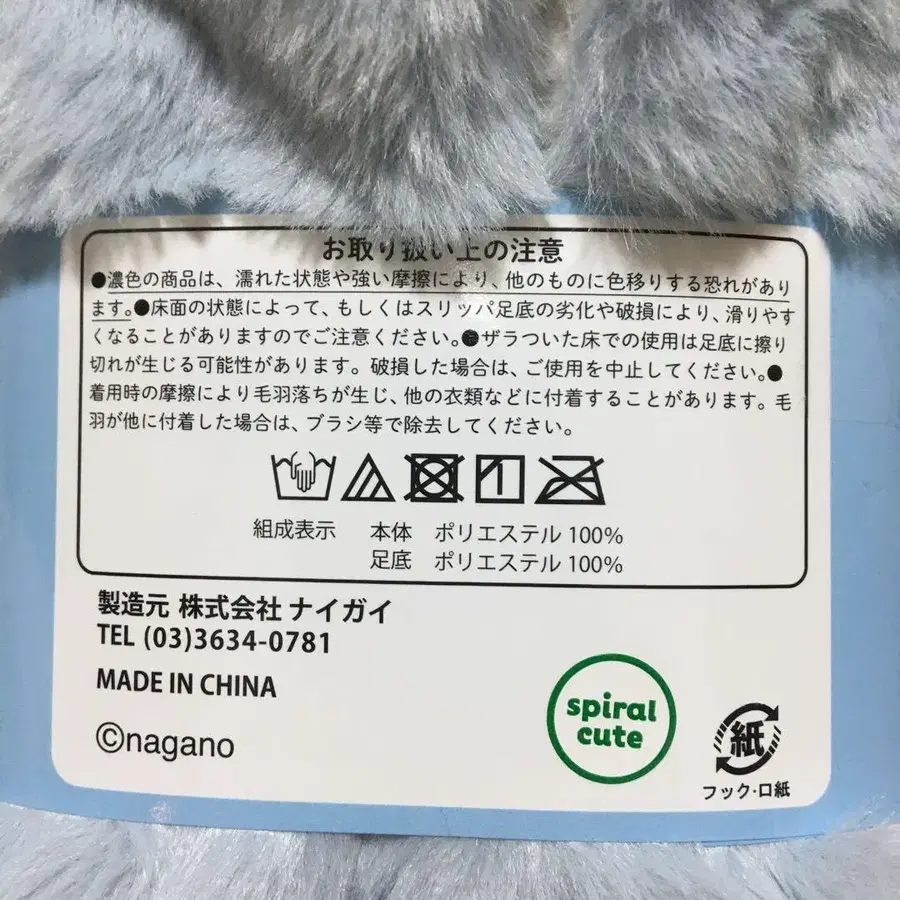 お取り扱い上の注意
●濃色の商品は、濡れた状態や強い摩擦により、他のものに色移りする恐れがあり
ます。●床面の状態によって、もしくはスリッパ足底の劣化や破損により、滑りやす
くなることがありますのでご注意ください。●ザラついた床での使用は足底に擦り
切れが生じる可能性があります。破損した場合は、ご使用を中止してください。●
着用時の摩擦により毛羽落ちが生じ、他の衣類などに付着することがあります。毛
羽が他に付着した場合は、ブラシ等で除去してください。
組成表示 本体 ポリエステル 100%
足底 ポリエステル 100%
製造元 株式会社 ナイガイ
TEL (03)3634-0781
MADE IN CHINA
©nagano
spiral
cute
紙
フック・口紙